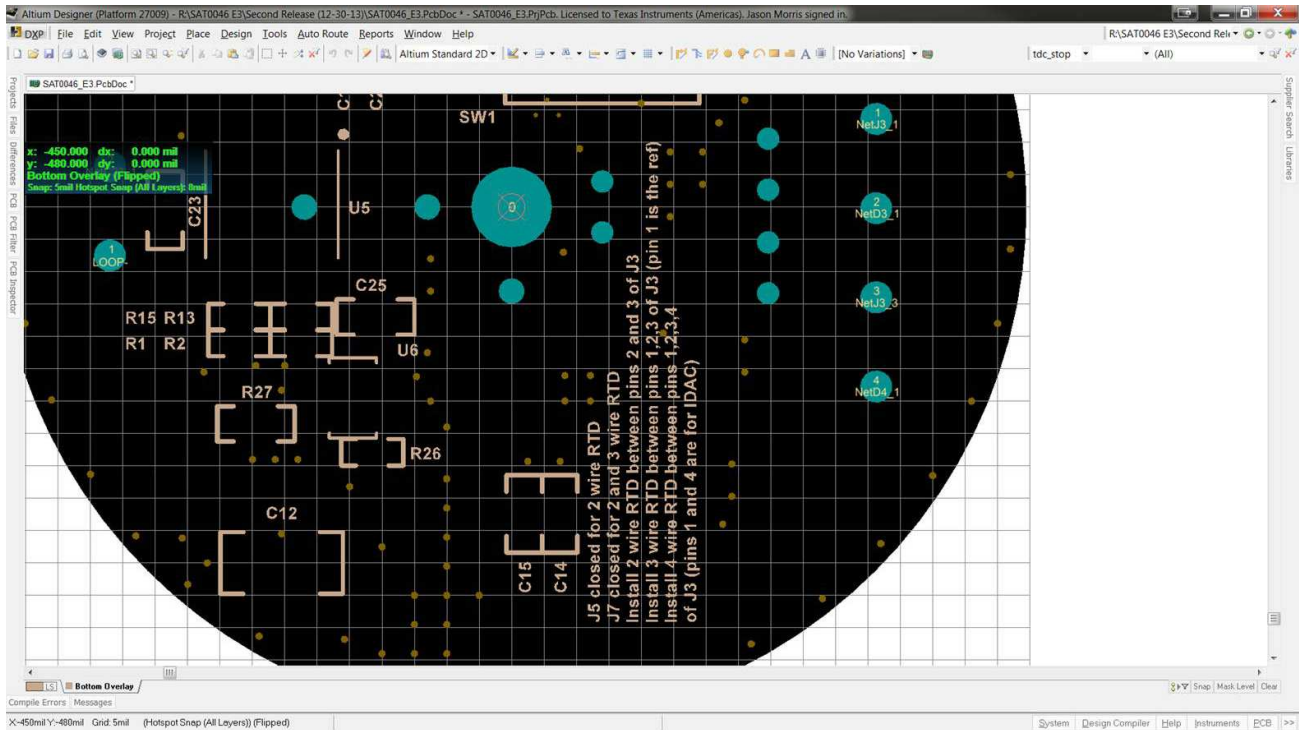 Altium Designer (Platform 27009) - R:\SAT0046 E3\Second Release (12-30-13)\SAT0046_E3.PcbDoc * - SAT0046_E3.PrjPcb. Licensed to Texas Instruments (Americas). Jason Morris signed in.
DXP File Edit View Project Place Design Tools Auto Route Reports Window Help
Altium Standard 2D
[No Variations]
tdc_stop
(All)
SAT0046_E3.PcbDoc *
Projects
Files
Differences
PCB
PCB Filter
PCB Inspector
Supplier Search
Libraries
x: -450.000 dx: 0.000 mil
y: -480.000 dy: 0.000 mil
Bottom Overlay (Flipped)
Snap: 5mil Hotspot Snap (All Layers): 8mil
SW1
1
NetJ3_1
2
NetD3_1
3
NetJ3_3
4
NetD4_1
C23
U5
0
1
LOOP-
C25
R15 R13
R1 R2
U6
R27
R26
C12
C15
C14
J5 closed for 2 wire RTD
J7 closed for 2 and 3 wire RTD
Install 2 wire RTD between pins 2 and 3 of J3
Install 3 wire RTD between pins 1,2,3 of J3 (pin 1 is the ref)
Install 4 wire RTD between pins 1,2,3,4
of J3 (pins 1 and 4 are for IDAC)
LS Bottom Overlay
Snap Mask Level Clear
Compile Errors Messages
X:-450mil Y:-480mil Grid: 5mil (Hotspot Snap (All Layers)) (Flipped)
System Design Compiler Help Instruments PCB >>